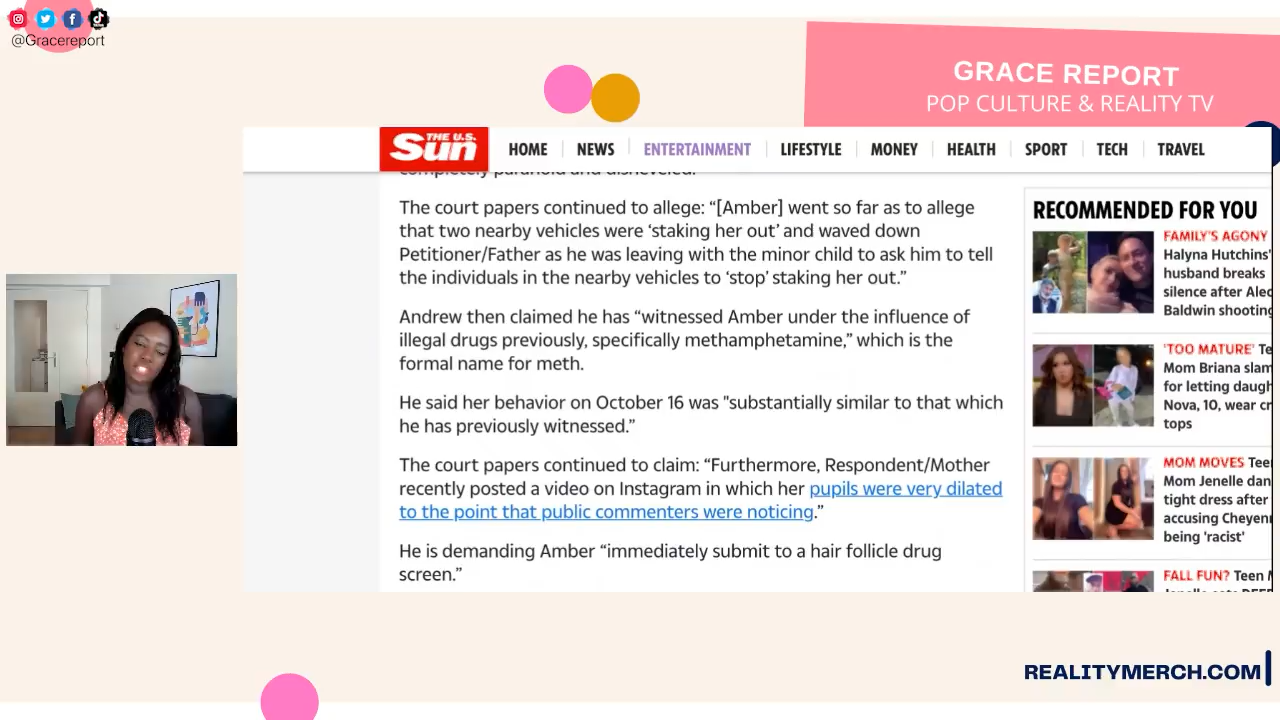 @Gracereport
GRACE REPORT
POP CULTURE & REALITY TV
THE U.S.
Sun
HOME
NEWS
ENTERTAINMENT
LIFESTYLE
MONEY
HEALTH
SPORT
TECH
TRAVEL
completely paranoid and disheveled.
The court papers continued to allege: “[Amber] went so far as to allege
that two nearby vehicles were ‘staking her out’ and waved down
Petitioner/Father as he was leaving with the minor child to ask him to tell
the individuals in the nearby vehicles to ‘stop’ staking her out.”
Andrew then claimed he has “witnessed Amber under the influence of
illegal drugs previously, specifically methamphetamine,” which is the
formal name for meth.
He said her behavior on October 16 was "substantially similar to that which
he has previously witnessed.”
The court papers continued to claim: “Furthermore, Respondent/Mother
recently posted a video on Instagram in which her pupils were very dilated
to the point that public commenters were noticing.”
He is demanding Amber “immediately submit to a hair follicle drug
screen.”
RECOMMENDED FOR YOU
FAMILY'S AGONY
Halyna Hutchins'
husband breaks
silence after Alec
Baldwin shooting
'TOO MATURE' Te
Mom Briana slam
for letting daugh
Nova, 10, wear cr
tops
MOM MOVES Teen
Mom Jenelle dan
tight dress after
accusing Cheyenn
being 'racist'
FALL FUN? Teen M
REALITYMERCH.COM